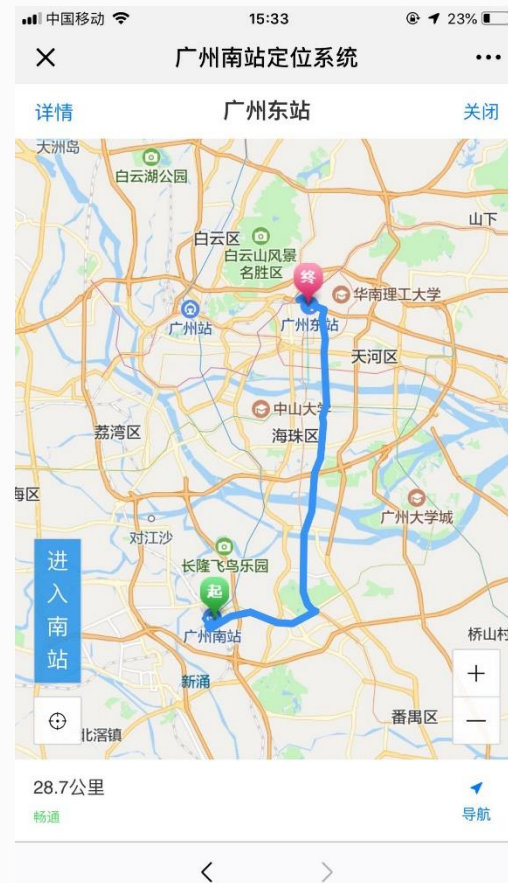 中国移动 15:33 23%
广州南站定位系统
详情 广州东站 关闭
大洲岛
白云湖公园
山下
白云区
白云山风景
名胜区
终
华南理工大学
广州站
广州东站
天河区
中山大学
荔湾区
海珠区
海区
广州大学城
对江沙
长隆飞鸟乐园
进入南站
起
广州南站
桥山村
新涌
+
番禺区
—
北滘镇
28.7公里
畅通
导航